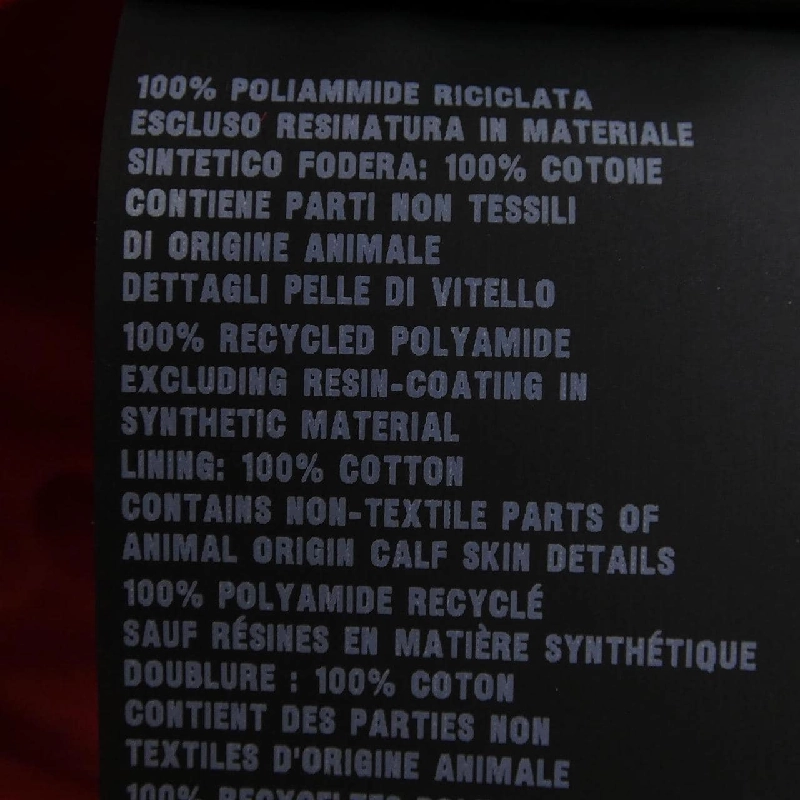 100% POLIAMMIDE RICICLATA
ESCLUSO RESINATURA IN MATERIALE
SINTETICO FODERA: 100% COTONE
CONTIENE PARTI NON TESSILI
DI ORIGINE ANIMALE
DETTAGLI PELLE DI VITELLO
100% RECYCLED POLYAMIDE
EXCLUDING RESIN-COATING IN
SYNTHETIC MATERIAL
LINING: 100% COTTON
CONTAINS NON-TEXTILE PARTS OF
ANIMAL ORIGIN CALF SKIN DETAILS
100% POLYAMIDE RECYCLÉ
SAUF RÉSINES EN MATIÈRE SYNTHÉTIQUE
DOUBLURE : 100% COTON
CONTIENT DES PARTIES NON
TEXTILES D'ORIGINE ANIMALE
100%